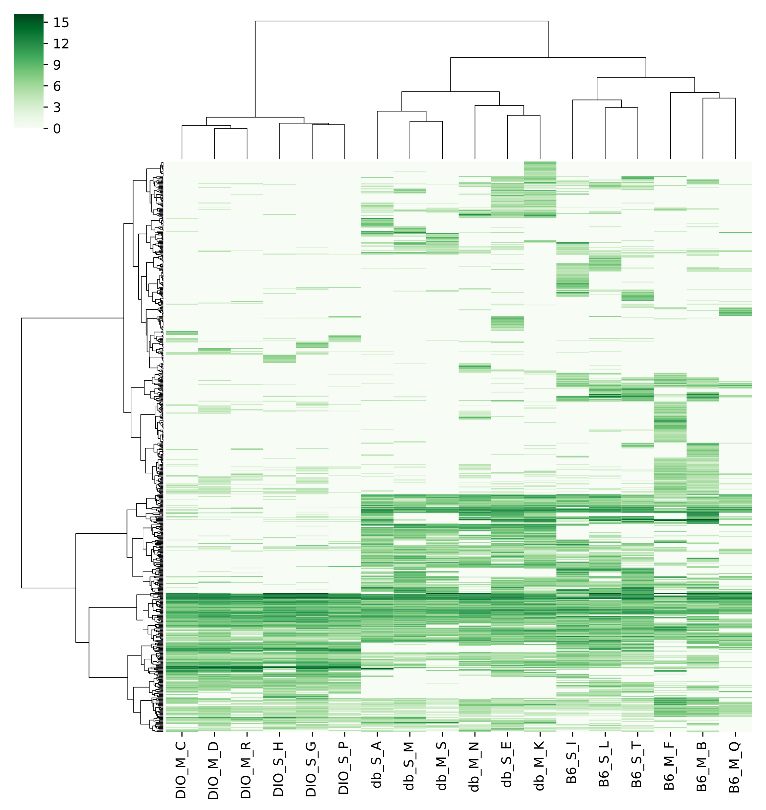 15
12
9
6
3
0
DIO_M_C
DIO_M_D
DIO_M_R
DIO_S_H
DIO_S_G
DIO_S_P
db_S_A
db_S_M
db_M_S
db_M_N
db_S_E
db_M_K
B6_S_I
B6_S_L
B6_S_T
B6_M_F
B6_M_B
B6_M_Q